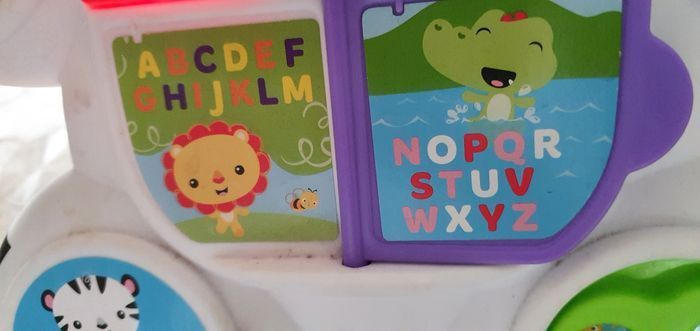 ABCDEF
GHIJKLM
NOPQR
STUV
WXYZ